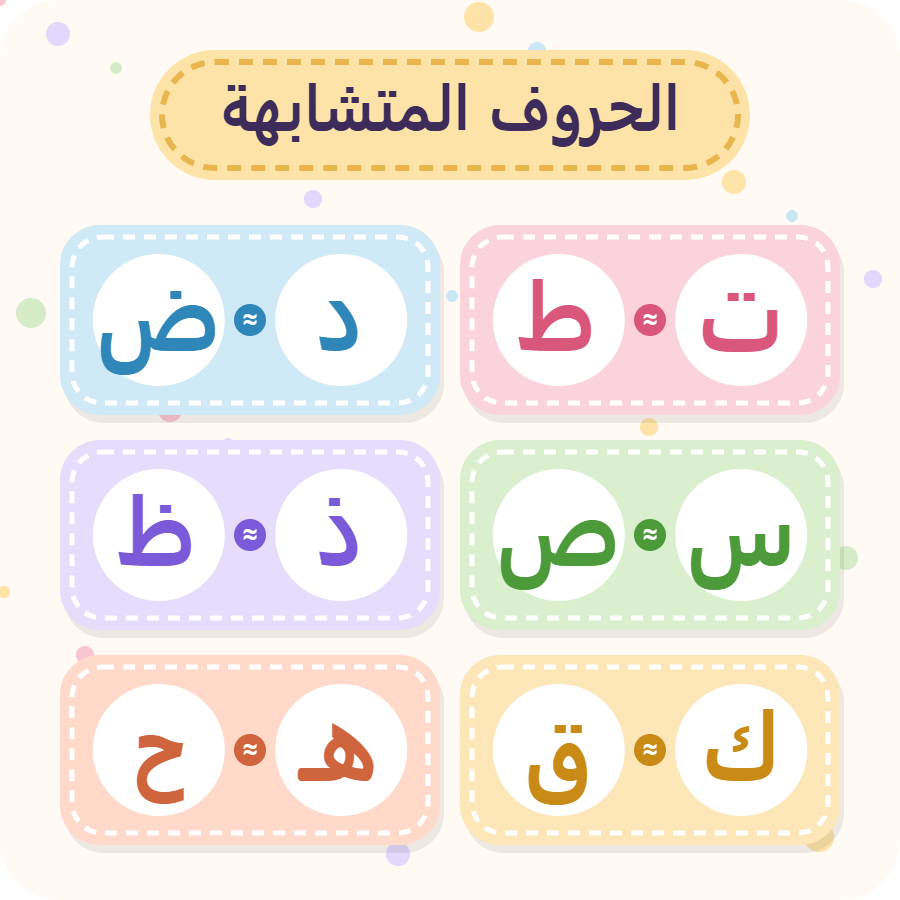 الحروف المتشابهة
ت ≈ ط
د ≈ ض
س ≈ ص
ذ ≈ ظ
ك ≈ ق
هـ ≈ ح